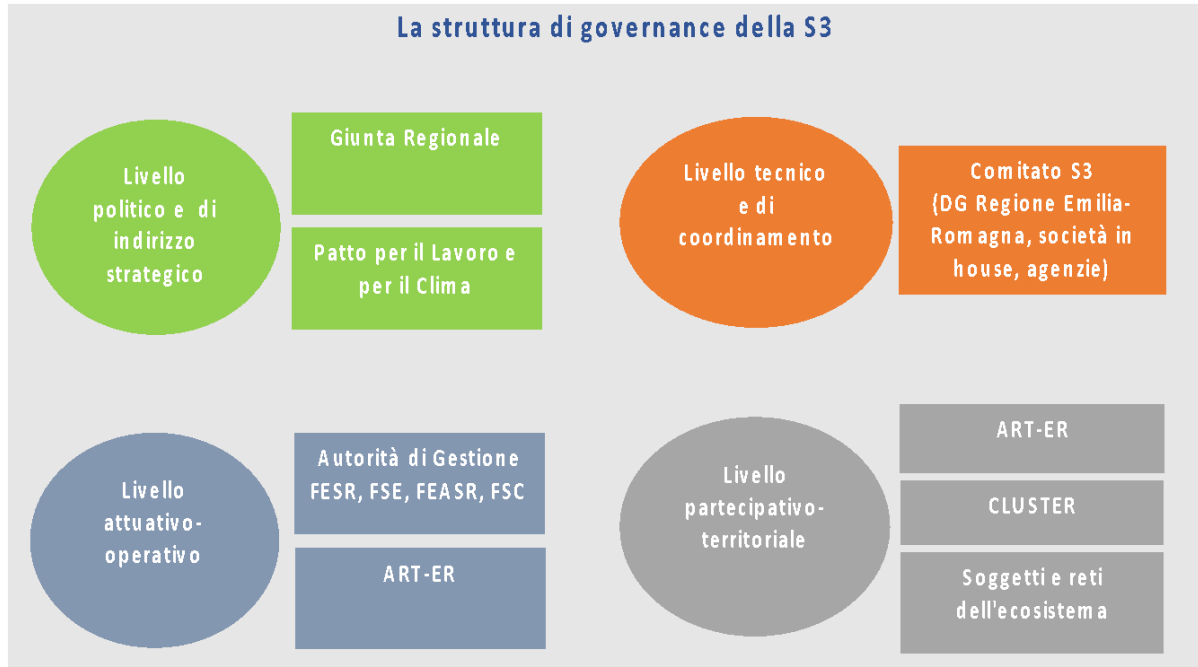 La struttura di governance della S3
Livello
politico e di
indirizzo
strategico
Giunta Regionale
Patto per il Lavoro e
per il Clima
Livello tecnico
e di
coordinamento
Comitato S3
(DG Regione Emilia-
Romagna, società in
house, agenzie)
Livello
attuativo-
operativo
Autorità di Gestione
FESR, FSE, FEASR, FSC
ART-ER
Livello
partecipativo-
territoriale
ART-ER
CLUSTER
Soggetti e reti
dell'ecosistema